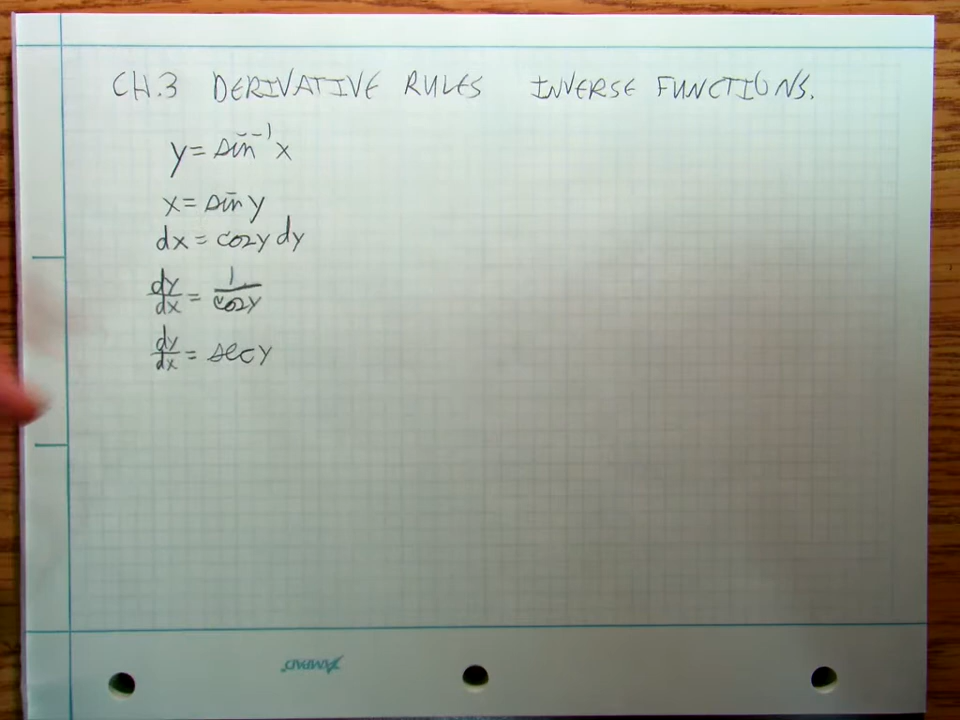 CH.3 DERIVATIVE RULES INVERSE FUNCTIONS.
y = sin⁻¹ x
x = sin y
dx = cos y dy
dy/dx = 1/cos y
dy/dx = sec y
AMPAD